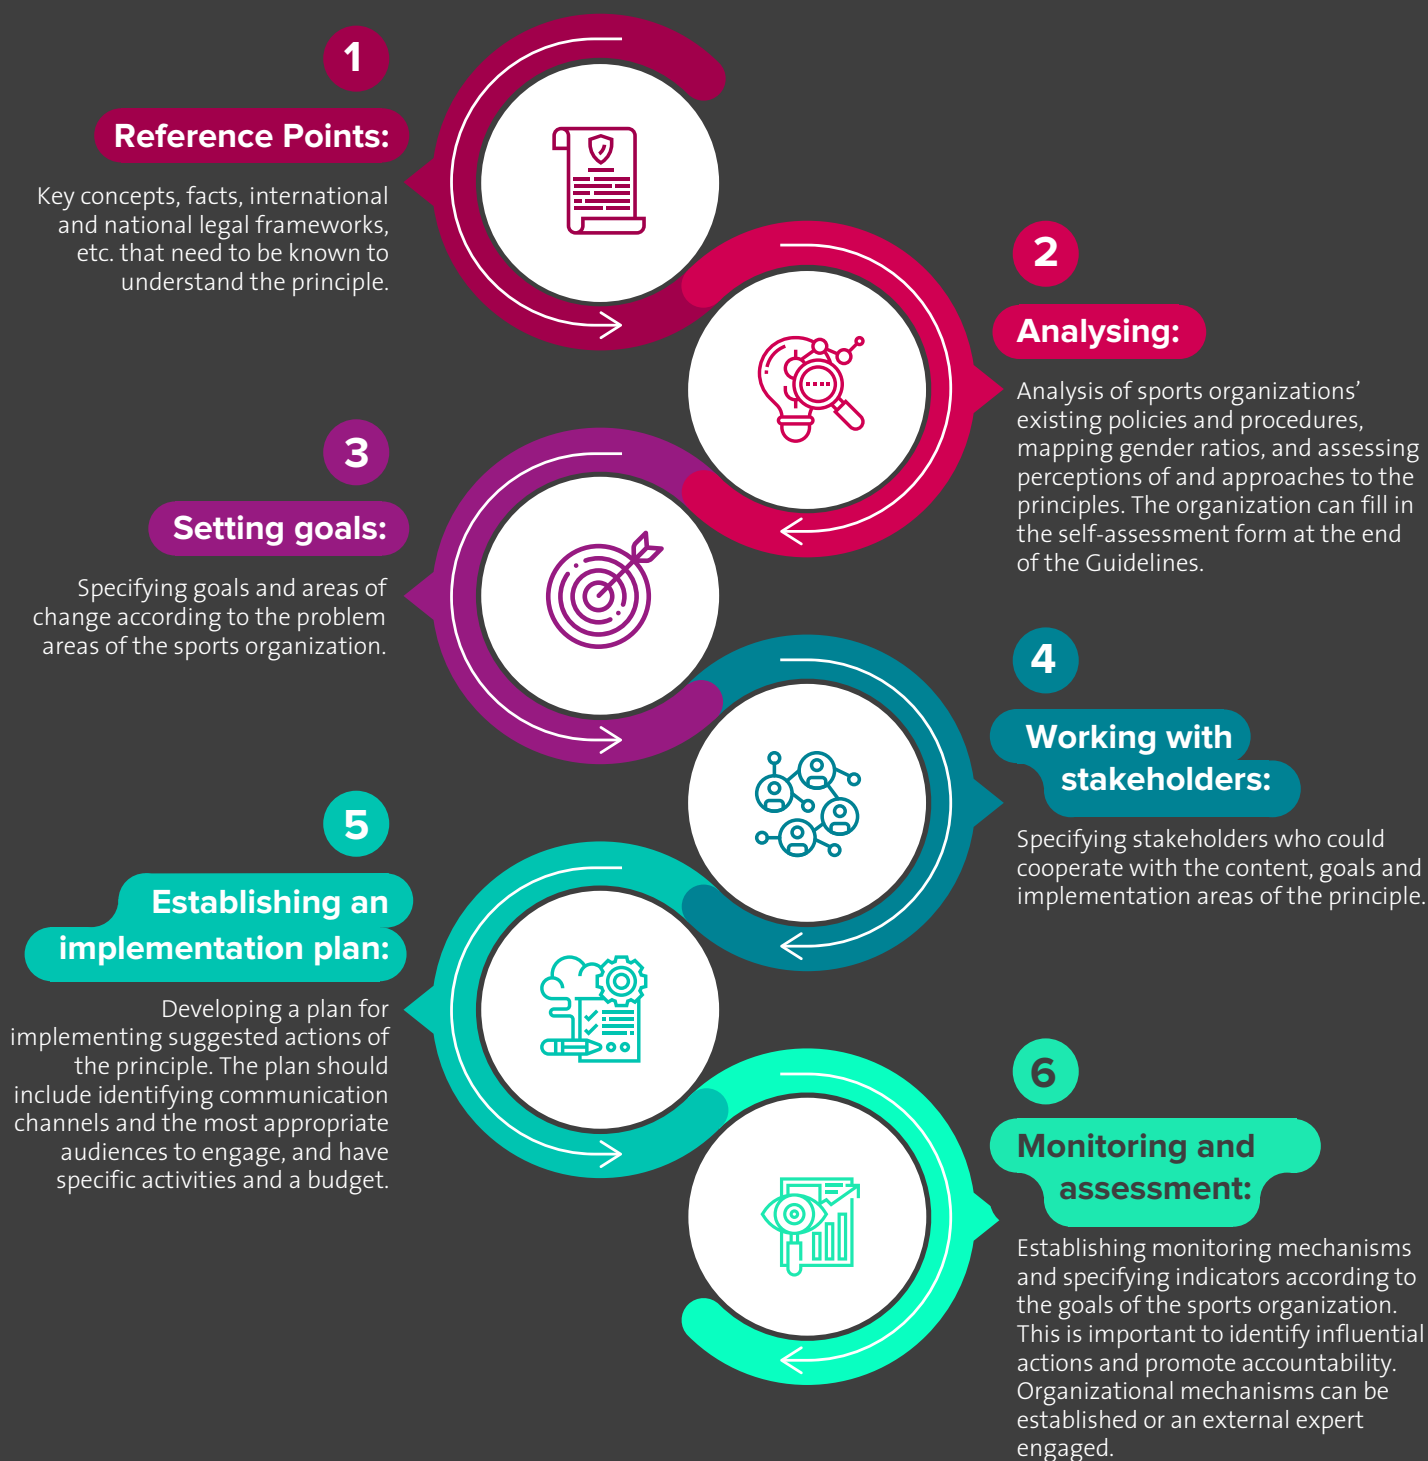 1
Reference Points:
Key concepts, facts, international
and national legal frameworks,
etc. that need to be known to
understand the principle.
2
Analysing:
Analysis of sports organizations’
existing policies and procedures,
mapping gender ratios, and assessing
perceptions of and approaches to the
principles. The organization can fill in
the self-assessment form at the end
of the Guidelines.
3
Setting goals:
Specifying goals and areas of
change according to the problem
areas of the sports organization.
4
Working with
stakeholders:
Specifying stakeholders who could
cooperate with the content, goals and
implementation areas of the principle.
5
Establishing an
implementation plan:
Developing a plan for
implementing suggested actions of
the principle. The plan should
include identifying communication
channels and the most appropriate
audiences to engage, and have
specific activities and a budget.
6
Monitoring and
assessment:
Establishing monitoring mechanisms
and specifying indicators according to
the goals of the sports organization.
This is important to identify influential
actions and promote accountability.
Organizational mechanisms can be
established or an external expert
engaged.